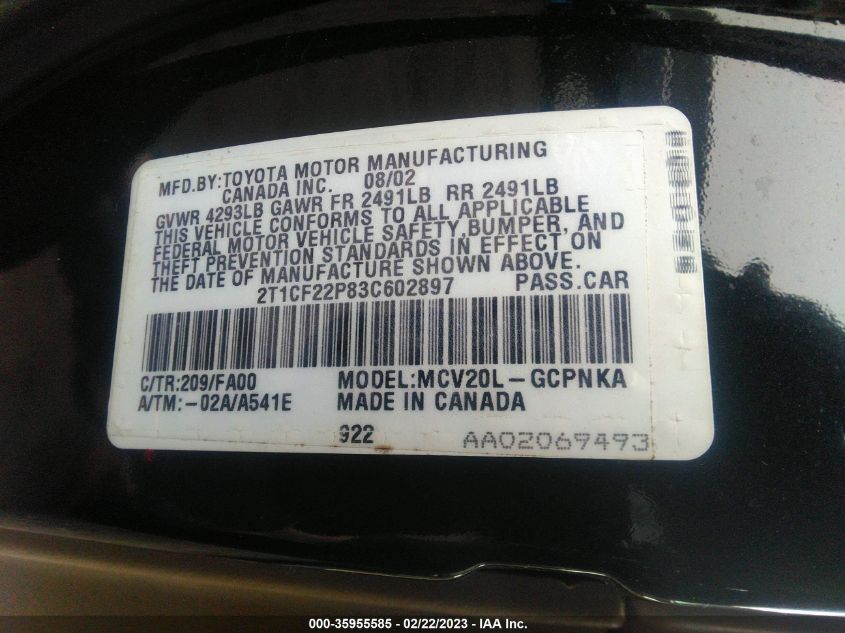 MFD.BY:TOYOTA MOTOR MANUFACTURING
CANADA INC. 08/02
GVWR 4293LB GAWR FR 2491LB RR 2491LB
THIS VEHICLE CONFORMS TO ALL APPLICABLE
FEDERAL MOTOR VEHICLE SAFETY,BUMPER, AND
THEFT PREVENTION STANDARDS IN EFFECT ON
THE DATE OF MANUFACTURE SHOWN ABOVE.
2T1CF22P83C602897 PASS.CAR
C/TR:209/FA00 MODEL:MCV20L-GCPNKA
A/TM:-02A/A541E MADE IN CANADA
922 AA02069493
000-35955585 - 02/22/2023 - IAA Inc.